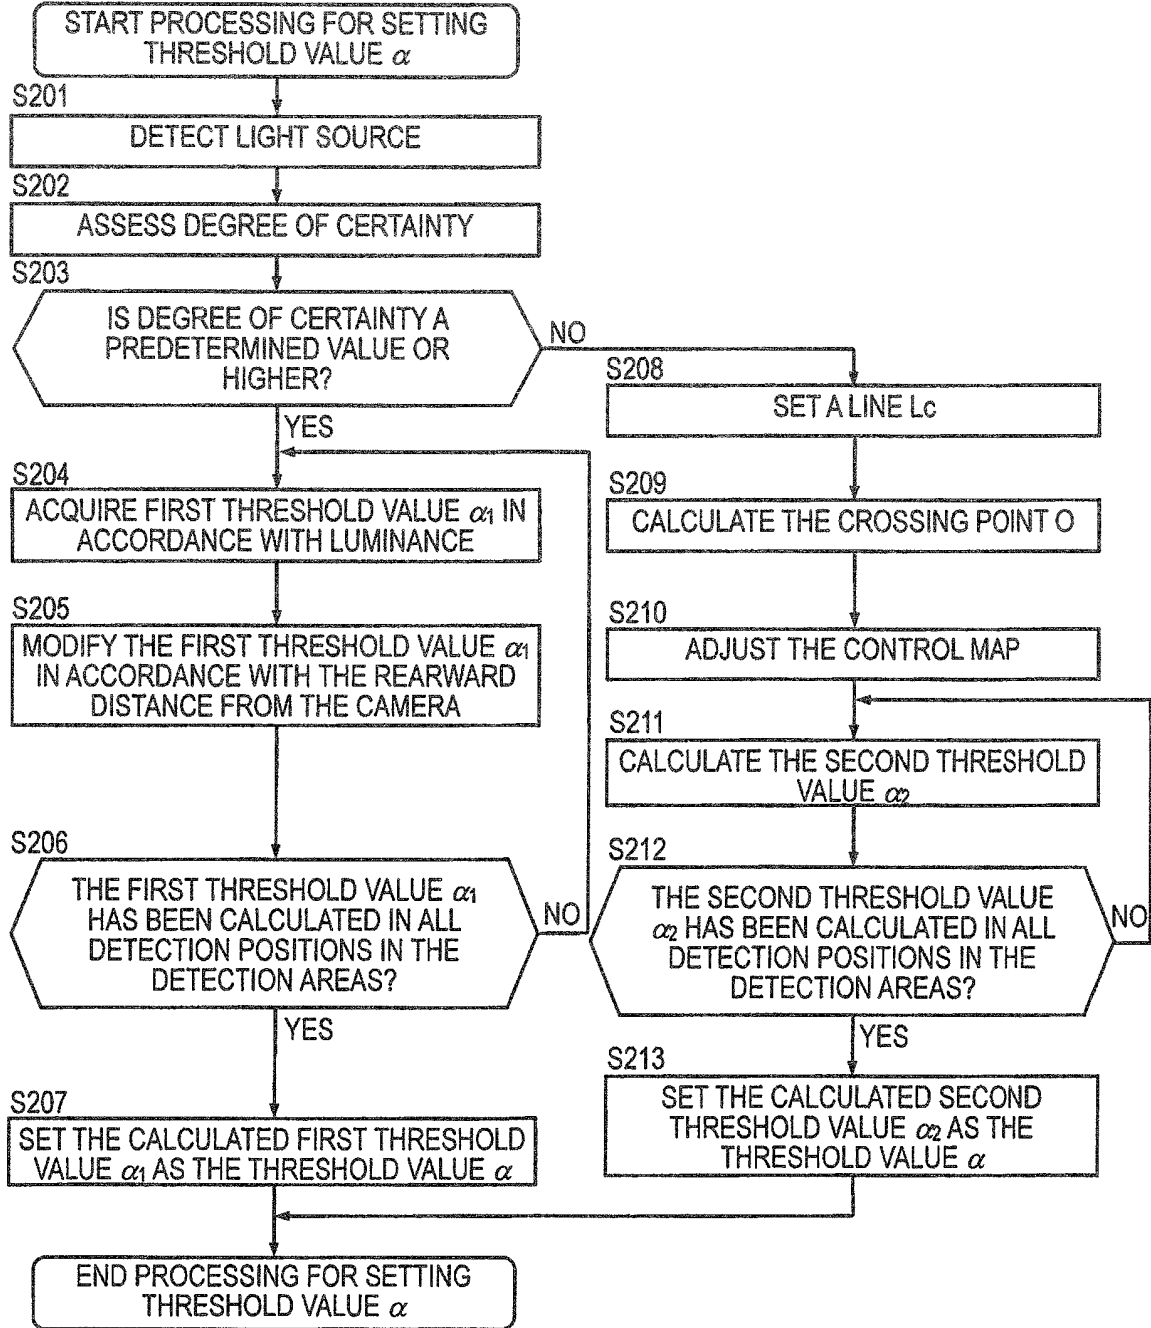 START PROCESSING FOR SETTING
THRESHOLD VALUE α
S201
DETECT LIGHT SOURCE
S202
ASSESS DEGREE OF CERTAINTY
S203
IS DEGREE OF CERTAINTY A
PREDETERMINED VALUE OR
HIGHER?
NO
YES
S204
ACQUIRE FIRST THRESHOLD VALUE α1 IN
ACCORDANCE WITH LUMINANCE
S205
MODIFY THE FIRST THRESHOLD VALUE α1
IN ACCORDANCE WITH THE REARWARD
DISTANCE FROM THE CAMERA
S206
THE FIRST THRESHOLD VALUE α1
HAS BEEN CALCULATED IN ALL
DETECTION POSITIONS IN THE
DETECTION AREAS?
NO
YES
S207
SET THE CALCULATED FIRST THRESHOLD
VALUE α1 AS THE THRESHOLD VALUE α
S208
SET A LINE Lc
S209
CALCULATE THE CROSSING POINT O
S210
ADJUST THE CONTROL MAP
S211
CALCULATE THE SECOND THRESHOLD
VALUE α2
S212
THE SECOND THRESHOLD VALUE
α2 HAS BEEN CALCULATED IN ALL
DETECTION POSITIONS IN THE
DETECTION AREAS?
NO
YES
S213
SET THE CALCULATED SECOND
THRESHOLD VALUE α2 AS THE
THRESHOLD VALUE α
END PROCESSING FOR SETTING
THRESHOLD VALUE α